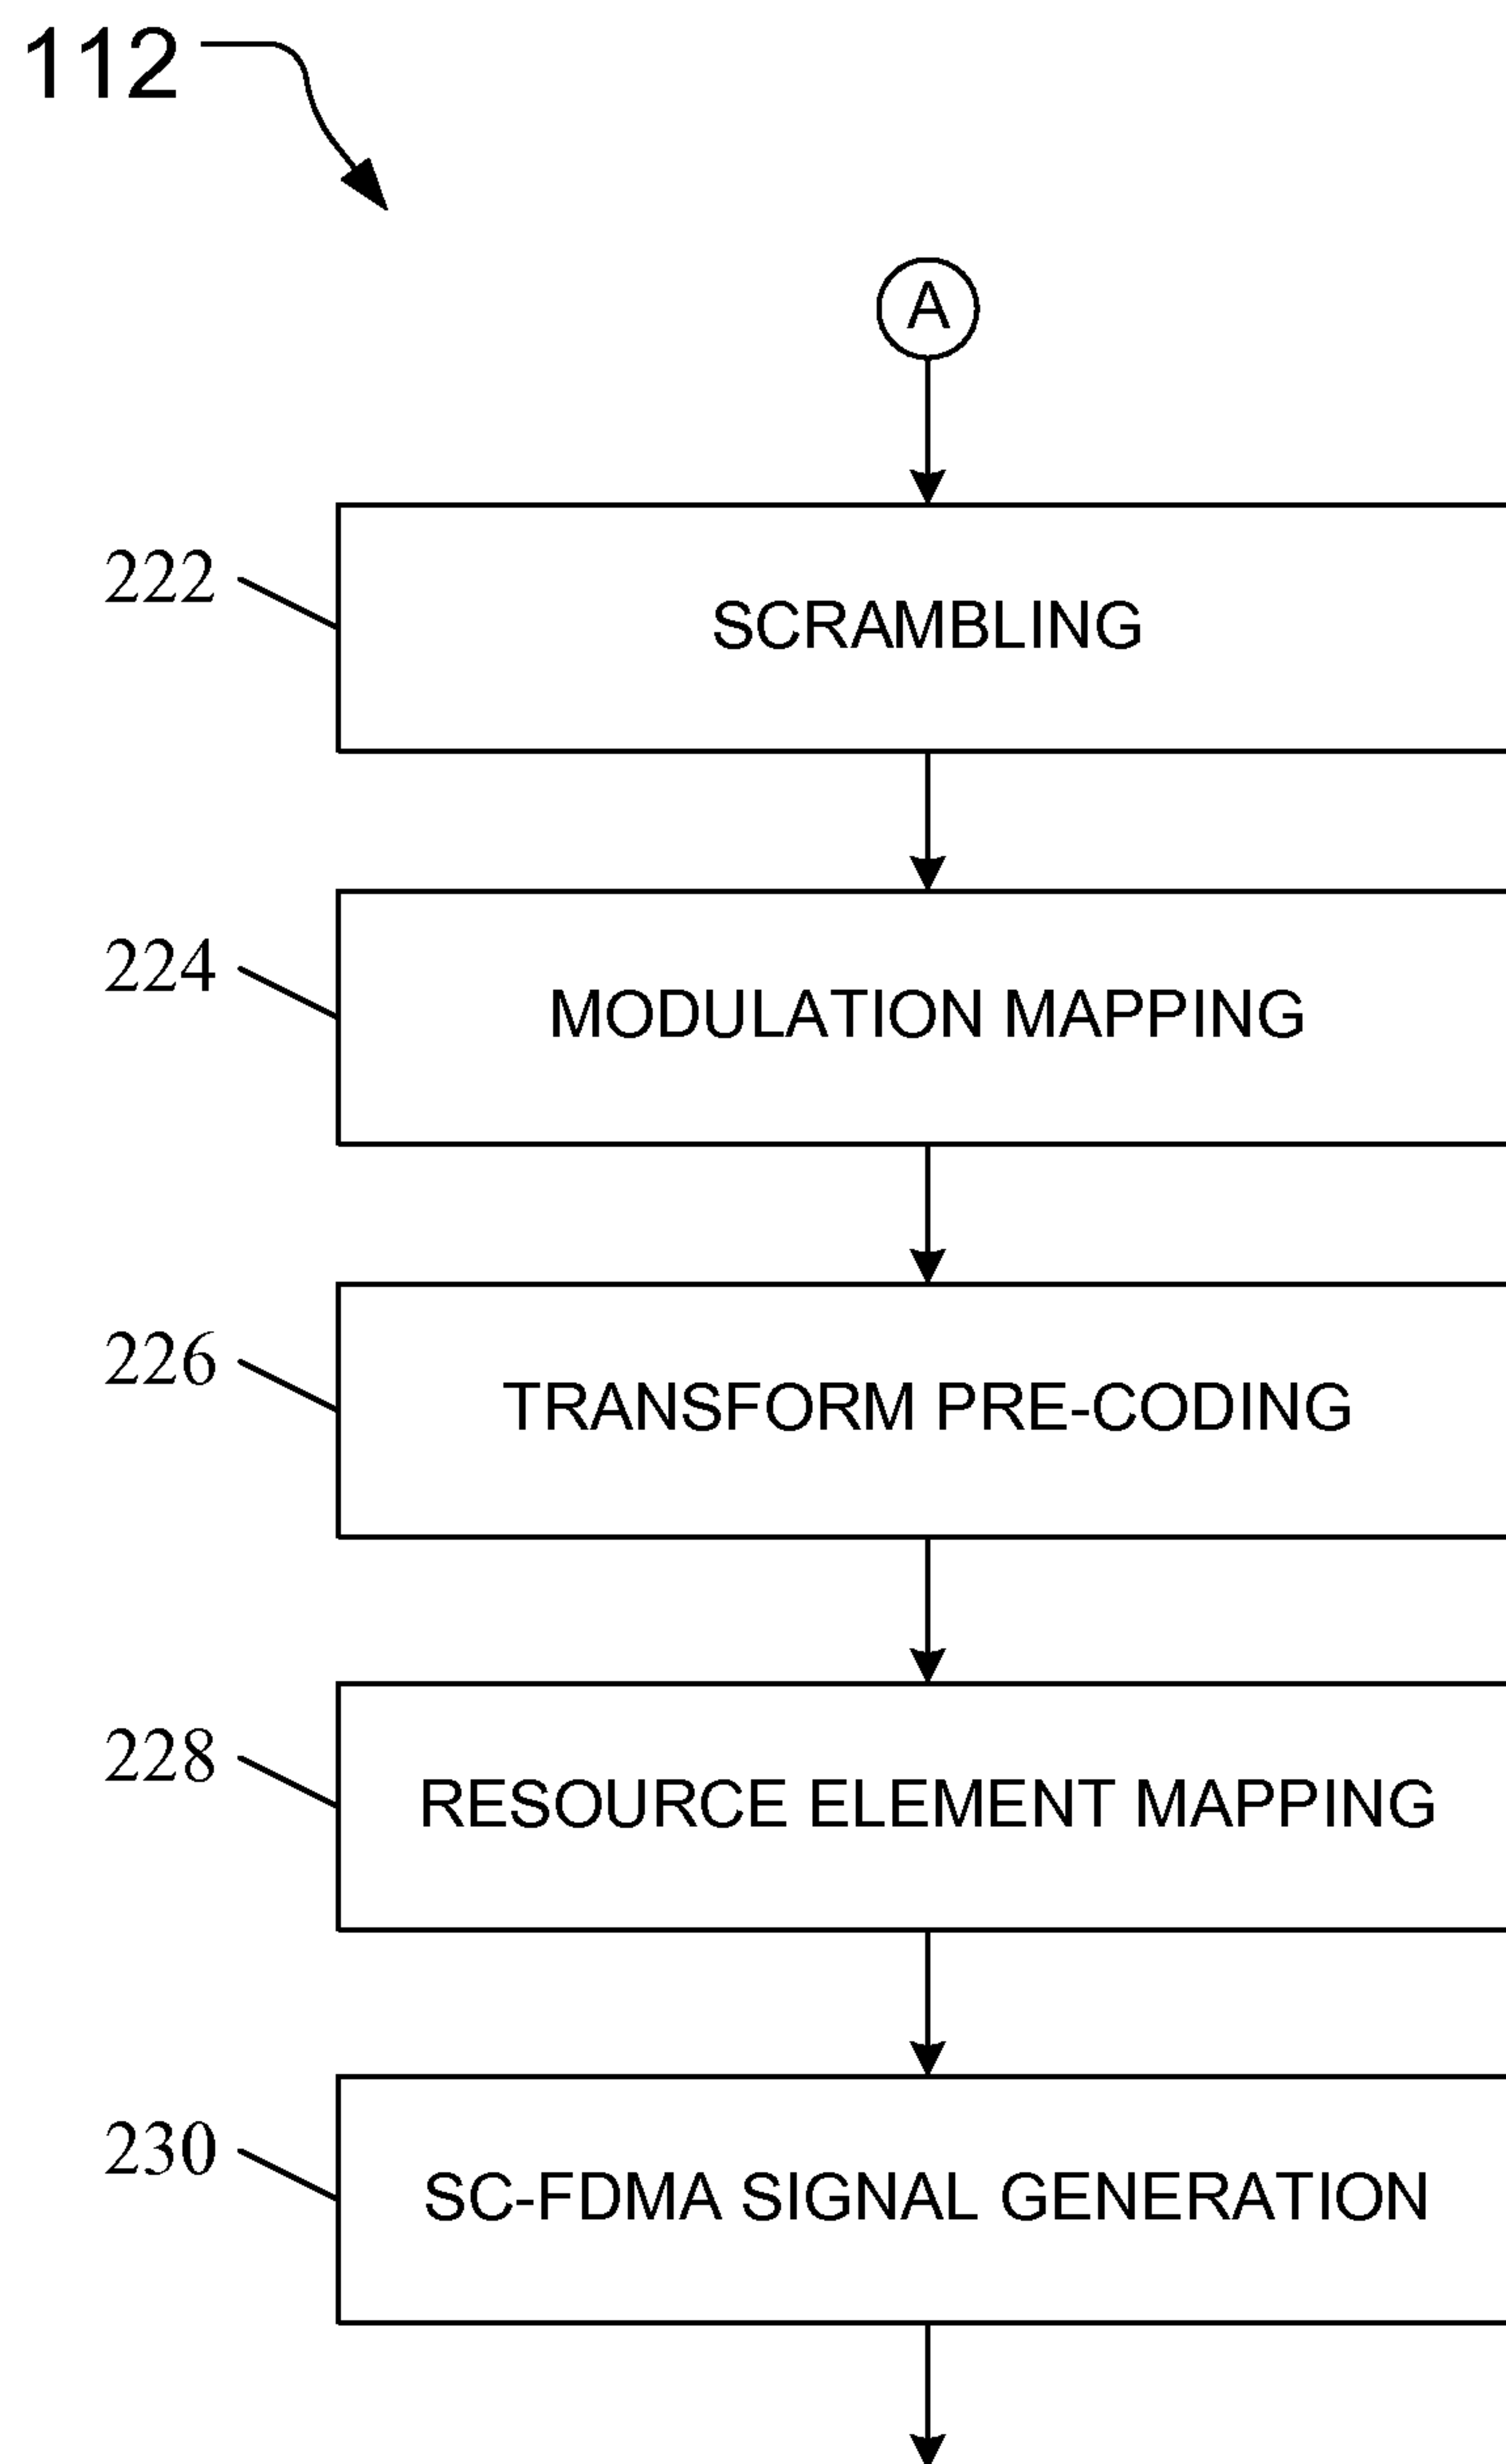 112
A
222
SCRAMBLING
224
MODULATION MAPPING
226
TRANSFORM PRE-CODING
228
RESOURCE ELEMENT MAPPING
230
SC-FDMA SIGNAL GENERATION